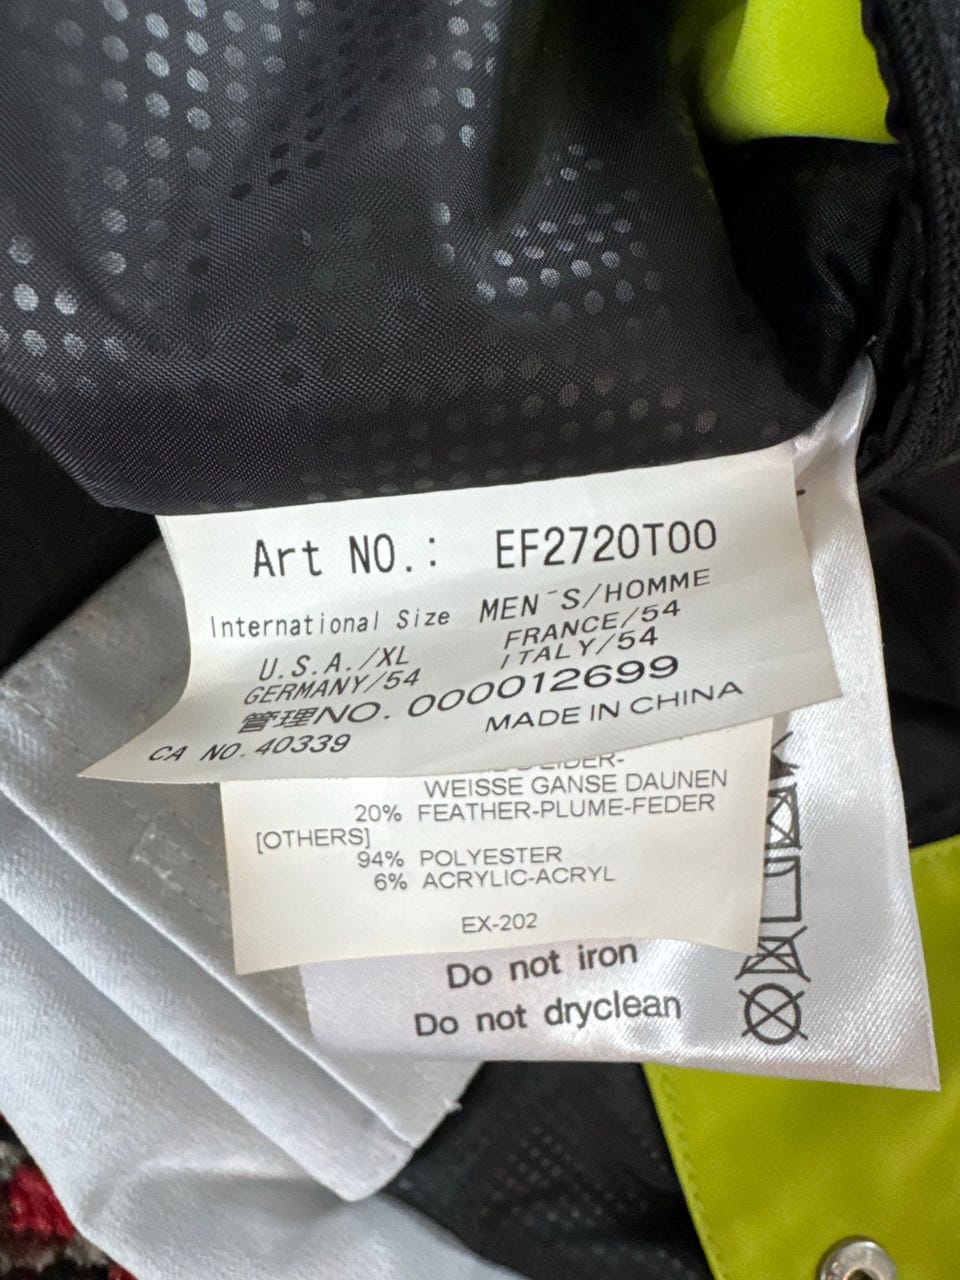 Art NO.: EF2720T00
International Size MEN´S/HOMME
U.S.A./XL FRANCE/54
GERMANY/54 ITALY/54
管理NO. 000012699
CA NO. 40339 MADE IN CHINA
WEISSE GANSE DAUNEN
20% FEATHER-PLUME-FEDER
[OTHERS]
94% POLYESTER
6% ACRYLIC-ACRYL
EX-202
Do not iron
Do not dryclean